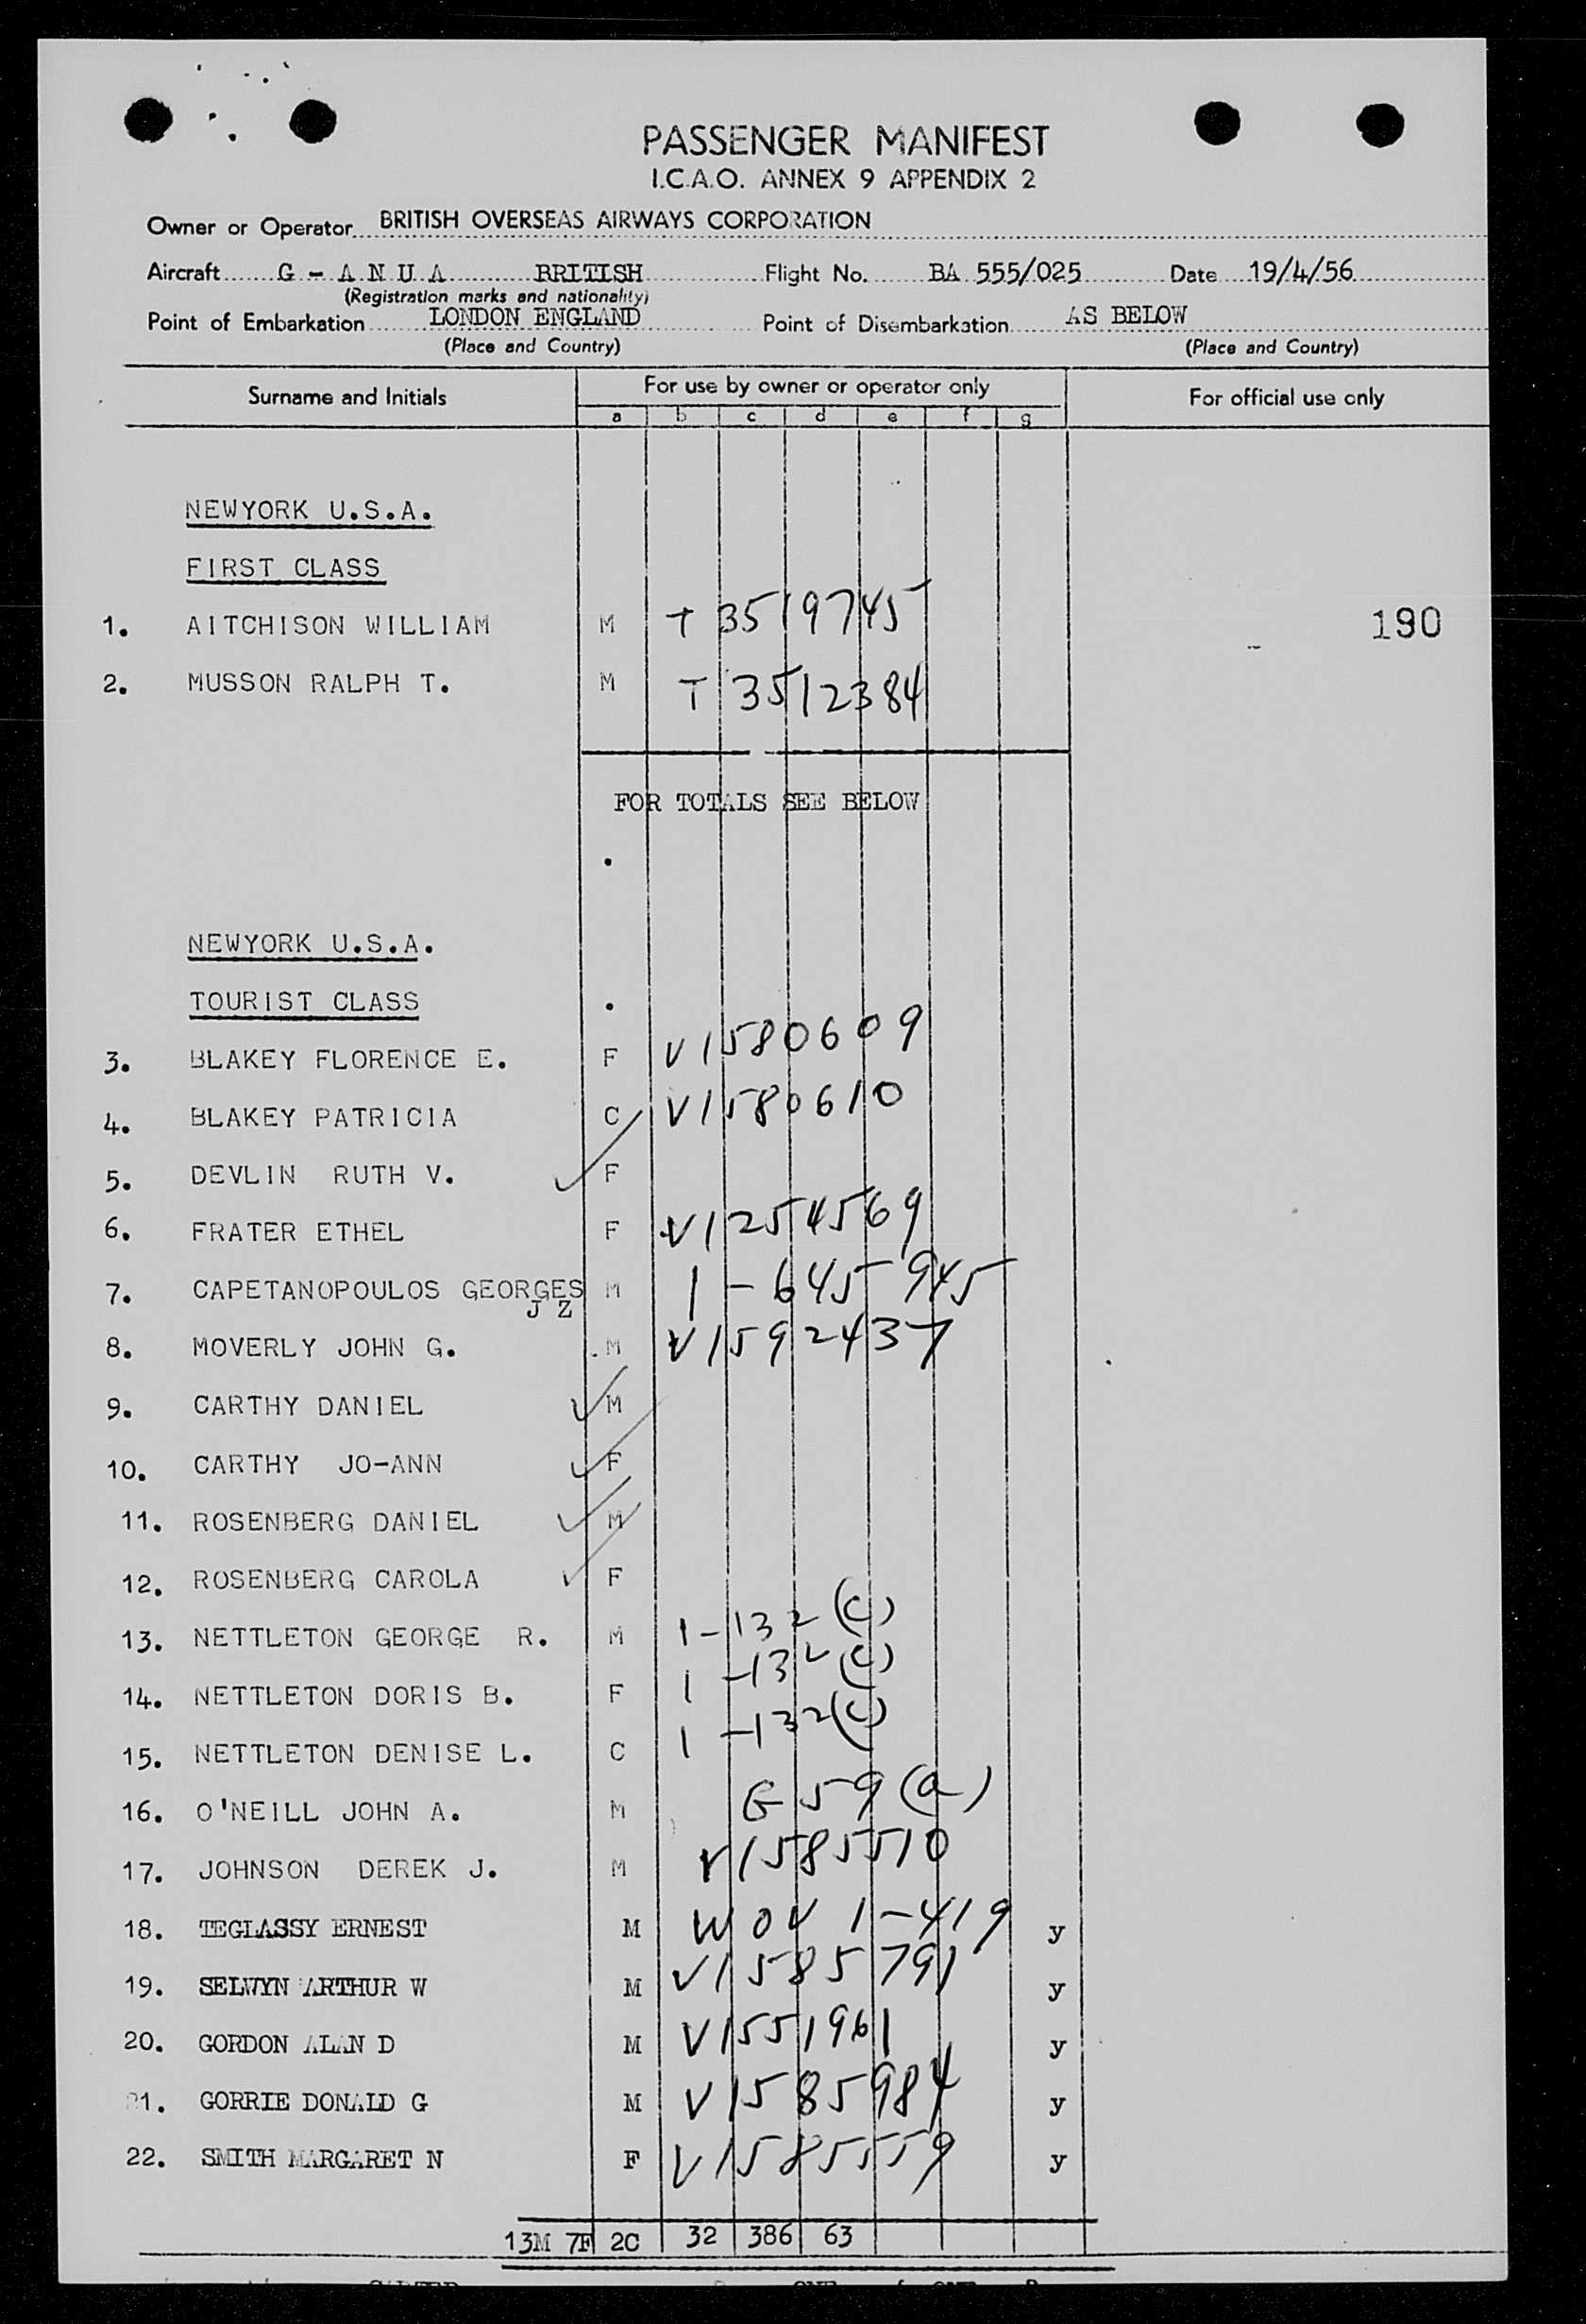 PASSENGER MANIFEST
I.C.A.O. ANNEX 9 APPENDIX 2
Owner or Operator BRITISH OVERSEAS AIRWAYS CORPORATION
Aircraft G - A N U A BRITISH Flight No. BA 555/025 Date 19/4/56
(Registration marks and nationality)
Point of Embarkation LONDON ENGLAND Point of Disembarkation AS BELOW
(Place and Country) (Place and Country)
Surname and Initials For use by owner or operator only For official use only
a b c d e f g
NEWYORK U.S.A.
FIRST CLASS
1. AITCHISON WILLIAM M T 3519745 190
2. MUSSON RALPH T. M T 3512384
FOR TOTALS SEE BELOW
NEWYORK U.S.A.
TOURIST CLASS
3. BLAKEY FLORENCE E. F V1580609
4. BLAKEY PATRICIA C V1580610
5. DEVLIN RUTH V. F
6. FRATER ETHEL F V1254569
7. CAPETANOPOULOS GEORGES M 1-645945
J Z
8. MOVERLY JOHN G. M V1592437
9. CARTHY DANIEL M
10. CARTHY JO-ANN F
11. ROSENBERG DANIEL M
12. ROSENBERG CAROLA F
13. NETTLETON GEORGE R. M 1-132 (C)
14. NETTLETON DORIS B. F 1-132 (C)
15. NETTLETON DENISE L. C 1-132 (C)
16. O'NEILL JOHN A. M G 59 (a)
17. JOHNSON DEREK J. M V1585510
18. TEGLASSY ERNEST M WOV 1-419 y
19. SELWYN ARTHUR W M V1585791 y
20. GORDON ALAN D M V1551961 y
21. GORRIE DONALD G M V1585984 y
22. SMITH MARGARET N F V1585559 y
13M 7F 2C 32 386 63